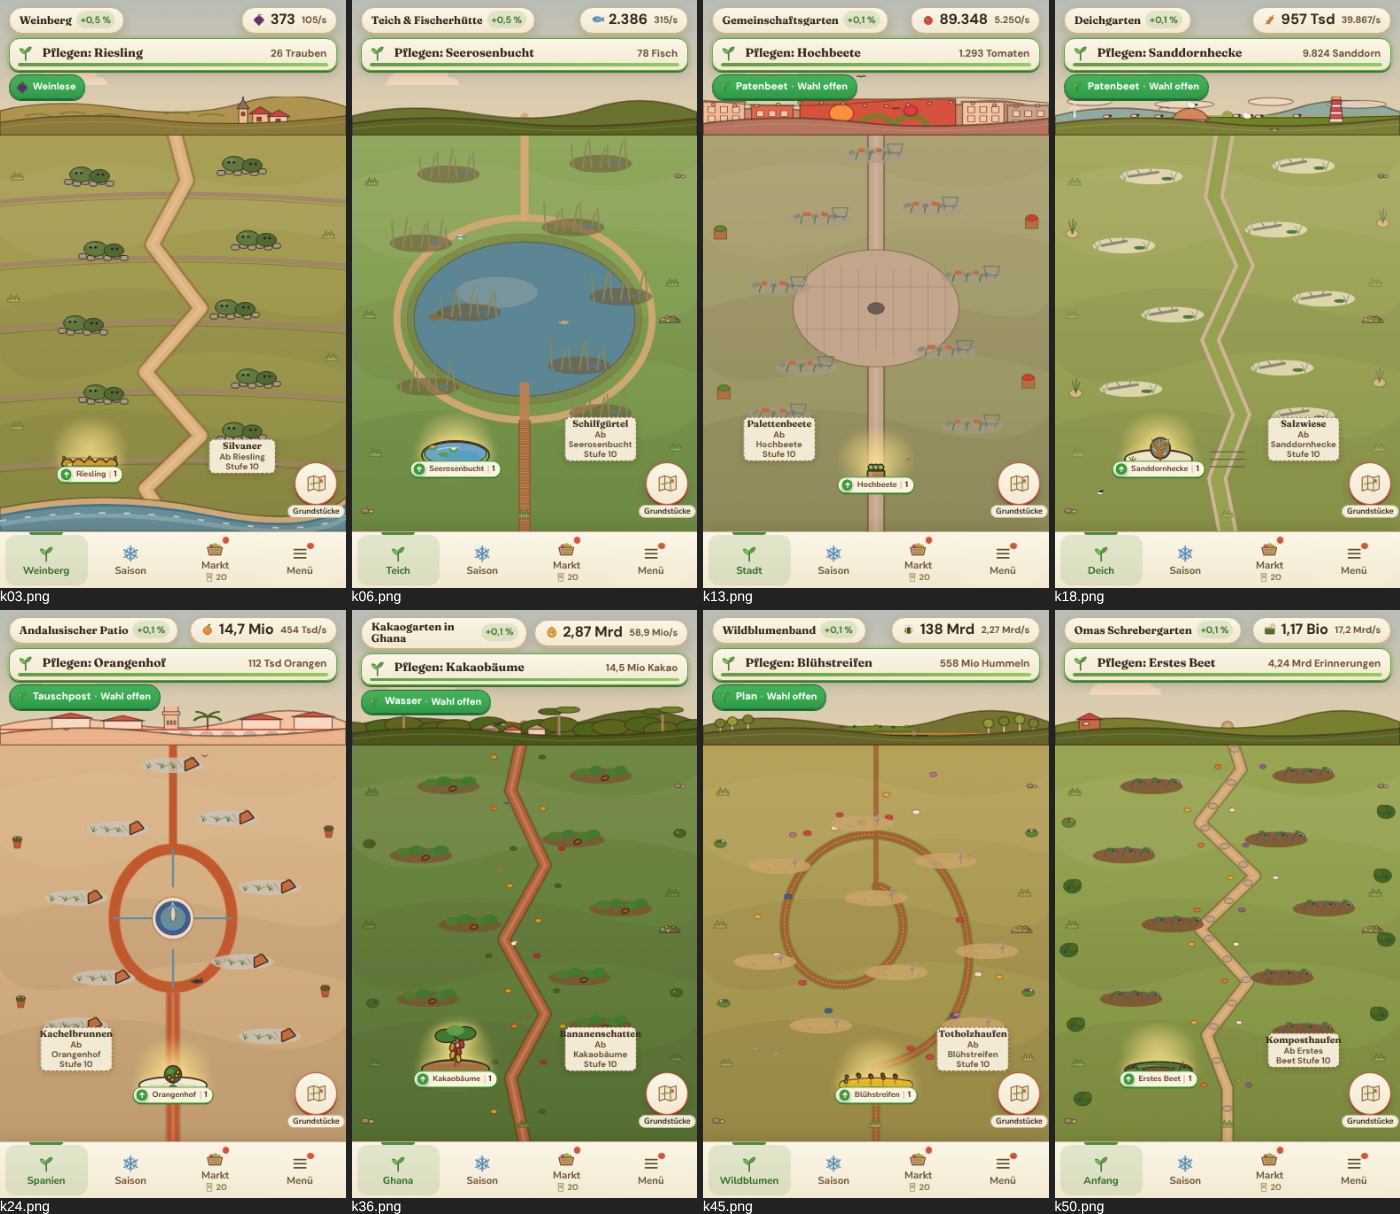 Weinberg +0,5 % 373 105/s
Pflegen: Riesling 26 Trauben
Weinlese
Silvaner
Ab Riesling
Stufe 10
Riesling | 1
Grundstücke
Weinberg Saison Markt Menü
20
k03.png
Teich & Fischerhütte +0,5 % 2.386 315/s
Pflegen: Seerosenbucht 78 Fisch
Schilfgürtel
Ab
Seerosenbucht
Stufe 10
Seerosenbucht | 1
Grundstücke
Teich Saison Markt Menü
20
k06.png
Gemeinschaftsgarten +0,1 % 89.348 5.250/s
Pflegen: Hochbeete 1.293 Tomaten
Patenbeet · Wahl offen
Palettenbeete
Ab
Hochbeete
Stufe 10
Hochbeete | 1
Grundstücke
Stadt Saison Markt Menü
20
k13.png
Deichgarten +0,1 % 957 Tsd 39.867/s
Pflegen: Sanddornhecke 9.824 Sanddorn
Patenbeet · Wahl offen
Salzwiese
Ab
Sanddornhecke
Stufe 10
Sanddornhecke | 1
Grundstücke
Deich Saison Markt Menü
20
k18.png
Andalusischer Patio +0,1 % 14,7 Mio 454 Tsd/s
Pflegen: Orangenhof 112 Tsd Orangen
Tauschpost · Wahl offen
Kachelbrunnen
Ab
Orangenhof
Stufe 10
Orangenhof | 1
Grundstücke
Spanien Saison Markt Menü
20
k24.png
Kakaogarten in
Ghana +0,1 % 2,87 Mrd 58,9 Mio/s
Pflegen: Kakaobäume 14,5 Mio Kakao
Wasser · Wahl offen
Bananenschatten
Ab
Kakaobäume
Stufe 10
Kakaobäume | 1
Grundstücke
Ghana Saison Markt Menü
20
k36.png
Wildblumenband +0,1 % 138 Mrd 2,27 Mrd/s
Pflegen: Blühstreifen 558 Mio Hummeln
Plan · Wahl offen
Totholzhaufen
Ab
Blühstreifen
Stufe 10
Blühstreifen | 1
Grundstücke
Wildblumen Saison Markt Menü
20
k45.png
Omas Schrebergarten +0,1 % 1,17 Bio 17,2 Mrd/s
Pflegen: Erstes Beet 4,24 Mrd Erinnerungen
Komposthaufen
Ab Erstes
Beet Stufe 10
Erstes Beet | 1
Grundstücke
Anfang Saison Markt Menü
20
k50.png